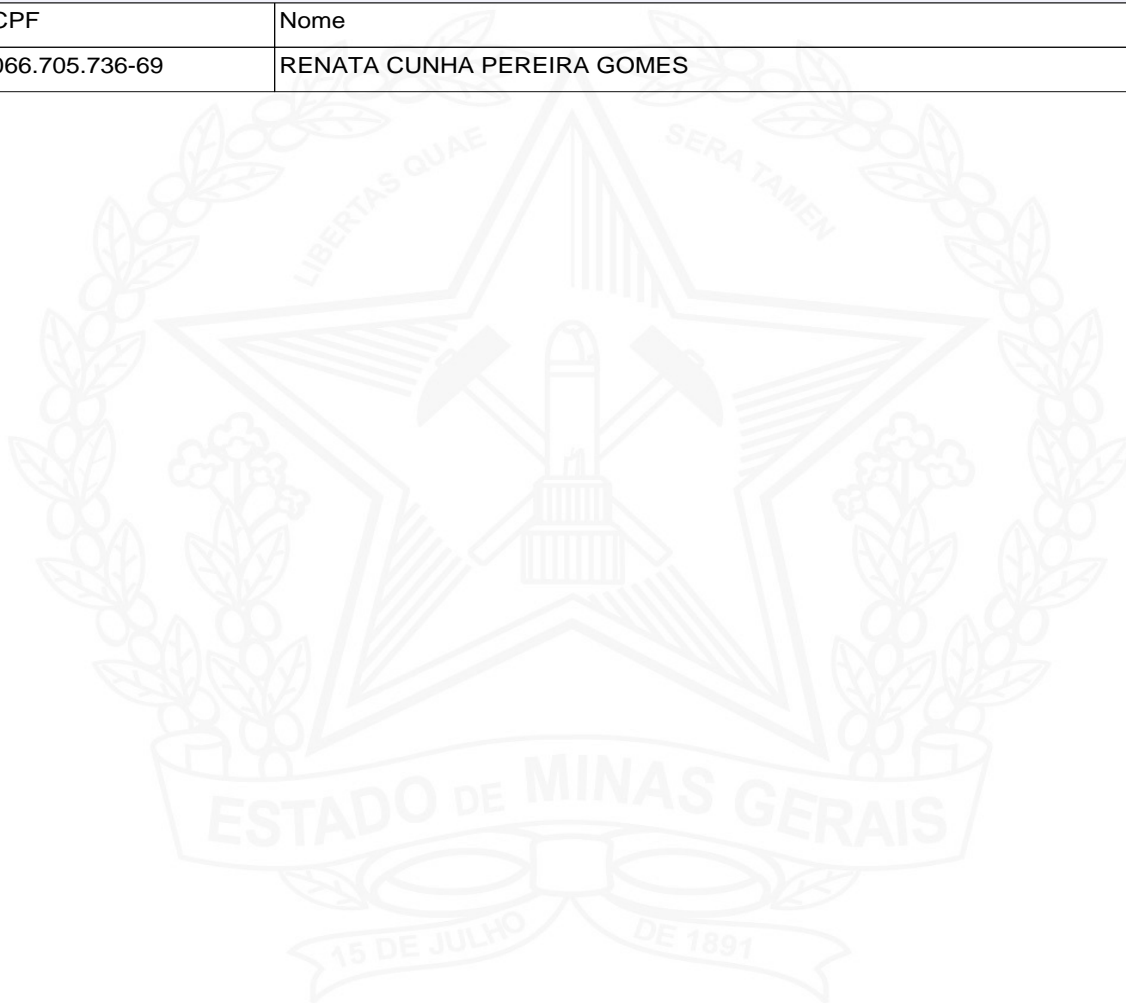 CPF Nome
066.705.736-69 RENATA CUNHA PEREIRA GOMES
LIBERTAS QUAE SERA TAMEN
ESTADO DE MINAS GERAIS
15 DE JULHO DE 1891